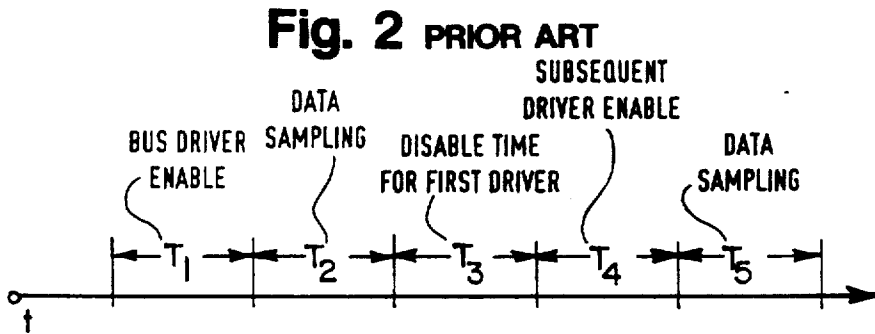 Fig. 2 PRIOR ART
BUS DRIVER
ENABLE
DATA
SAMPLING
DISABLE TIME
FOR FIRST DRIVER
SUBSEQUENT
DRIVER ENABLE
DATA
SAMPLING
T1 T2 T3 T4 T5
t